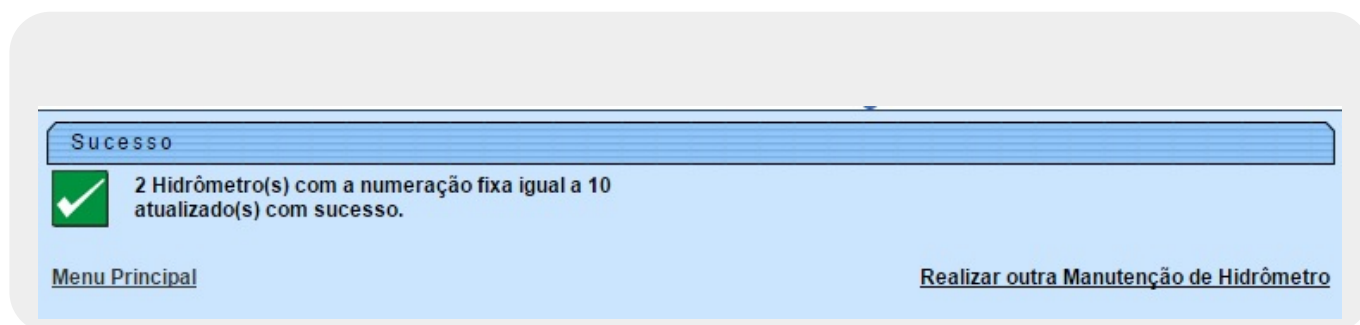 Sucesso
2 Hidrômetro(s) com a numeração fixa igual a 10
atualizado(s) com sucesso.
Menu Principal
Realizar outra Manutenção de Hidrômetro